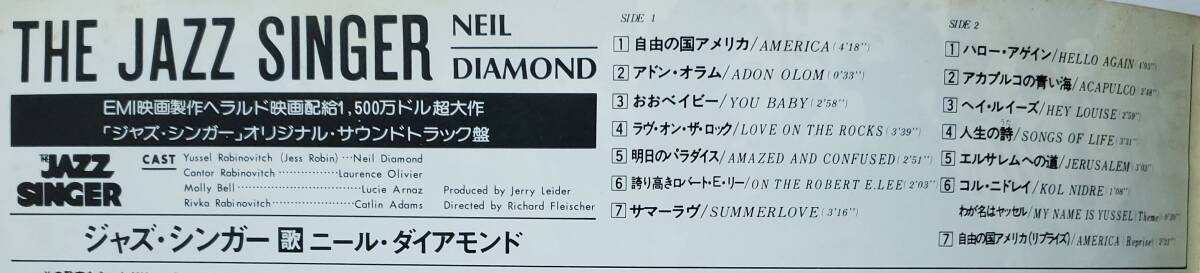 THE JAZZ SINGER
NEIL
DIAMOND
EMI映画製作ヘラルド映画配給1,500万ドル超大作
「ジャズ・シンガー」オリジナル・サウンドトラック盤
THE JAZZ SINGER
CAST Yussel Rabinovitch (Jess Robin)…Neil Diamond
Cantor Rabinovitch…Laurence Olivier
Molly Bell…Lucie Arnaz Produced by Jerry Leider
Rivka Rabinovitch…Catlin Adams Directed by Richard Fleischer
ジャズ・シンガー 歌 ニール・ダイアモンド
SIDE 1
1 自由の国アメリカ/AMERICA(4'18")
2 アドン・オラム/ADON OLOM(0'33")
3 おおベイビー/YOU BABY(2'58")
4 ラヴ・オン・ザ・ロック/LOVE ON THE ROCKS(3'39")
5 明日のパラダイス/AMAZED AND CONFUSED(2'51")
6 誇り高きロバート・E・リー/ON THE ROBERT E.LEE(2'03")
7 サマーラヴ/SUMMERLOVE(3'16")
SIDE 2
1 ハロー・アゲイン/HELLO AGAIN(4'03")
2 アカプルコの青い海/ACAPULCO(2'48")
3 ヘイ・ルイーズ/HEY LOUISE(2'59")
4 人生の詩/SONGS OF LIFE(3'31")
5 エルサレムへの道/JERUSALEM(3'03")
6 コル・ニドレイ/KOL NIDRE(1'08")
わが名はヤッセル/MY NAME IS YUSSEL(Theme)
7 自由の国アメリカ(リプライズ)/AMERICA(Reprise)